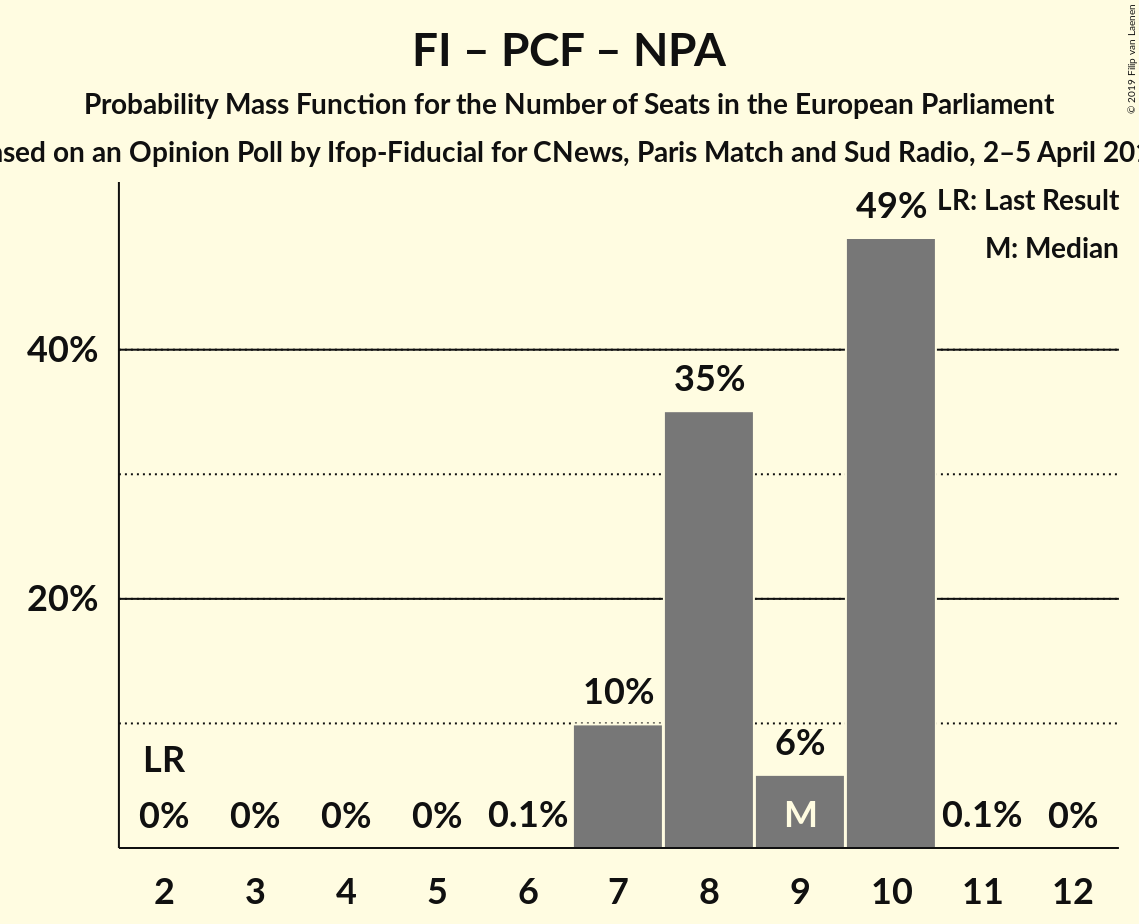 FI – PCF – NPA
Probability Mass Function for the Number of Seats in the European Parliament
on an Opinion Poll by Ifop-Fiducial for CNews, Paris Match and Sud Radio, 2–5 April
© 2019 Filip van Laenen
LR: Last Result
M: Median
49%
40%
35%
20%
10%
6%
LR
0% 0% 0% 0% 0.1% M 0.1% 0%
2 3 4 5 6 7 8 9 10 11 12